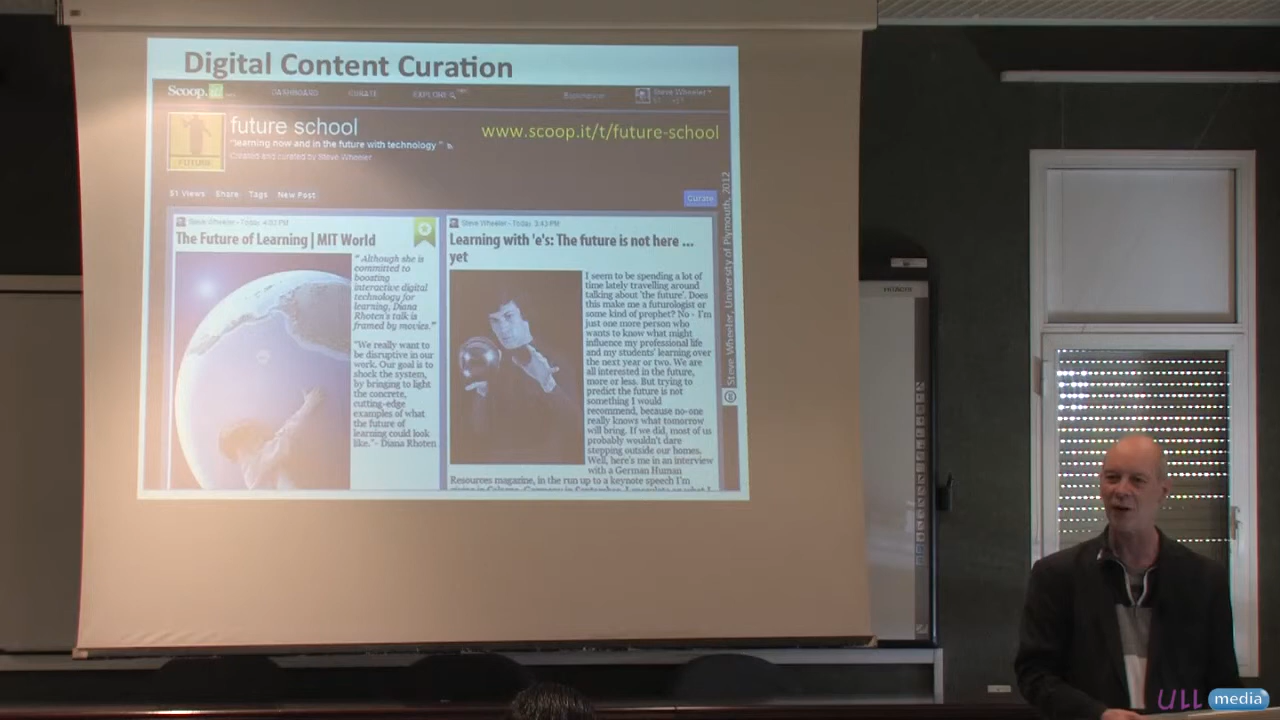 Digital Content Curation
Scoop.it
DASHBOARD CURATE EXPLORE
Steve Wheeler
future school
www.scoop.it/t/future-school
"learning now and in the future with technology "
Created and curated by Steve Wheeler
FUTURE
51 Views Share Tags New Post
Curate
Steve Wheeler - Today, 4:02 PM
The Future of Learning | MIT World
" Although she is
committed to
boosting
interactive digital
technology for
learning, Diana
Rhoten's talk is
framed by movies."
"We really want to
be disruptive in our
work. Our goal is to
shock the system,
by bringing to light
the concrete,
cutting-edge
examples of what
the future of
learning could look
like."- Diana Rhoten
Steve Wheeler - Today, 3:43 PM
Learning with 'e's: The future is not here ...
yet
I seem to be spending a lot of
time lately travelling around
talking about 'the future'. Does
this make me a futurologist or
some kind of prophet? No - I'm
just one more person who
wants to know what might
influence my professional life
and my students' learning over
the next year or two. We are
all interested in the future,
more or less. But trying to
predict the future is not
something I would
recommend, because no-one
really knows what tomorrow
will bring. If we did, most of us
probably wouldn't dare
stepping outside our homes.
Well, here's me in an interview
with a German Human
Resources magazine, in the run up to a keynote speech I'm
Steve Wheeler, University of Plymouth, 2012
HITACHI
ULL media